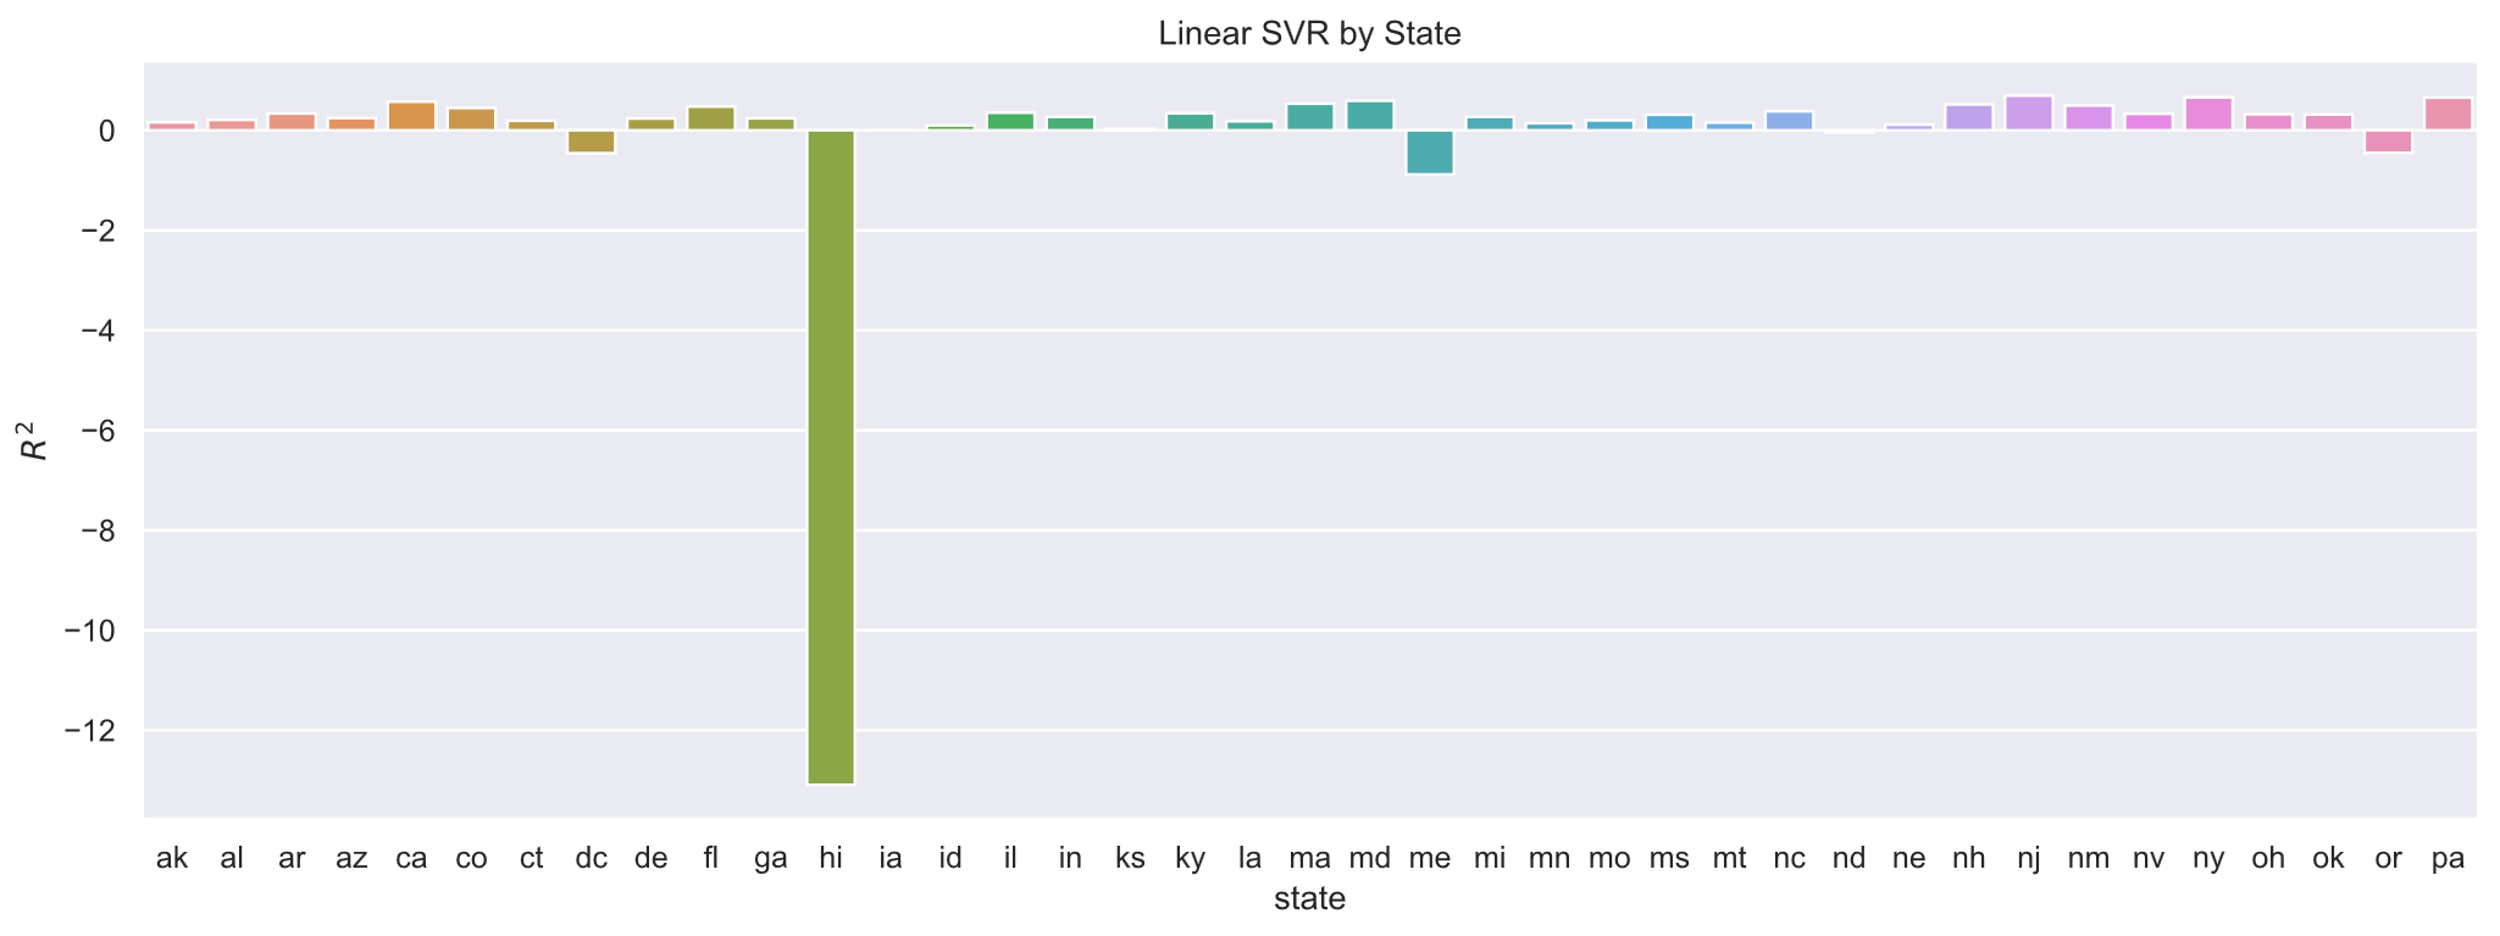 Linear SVR by State
0
−2
−4
−6
−8
−10
−12
R²
ak al ar az ca co ct dc de fl ga hi ia id il in ks ky la ma md me mi mn mo ms mt nc nd ne nh nj nm nv ny oh ok or pa
state